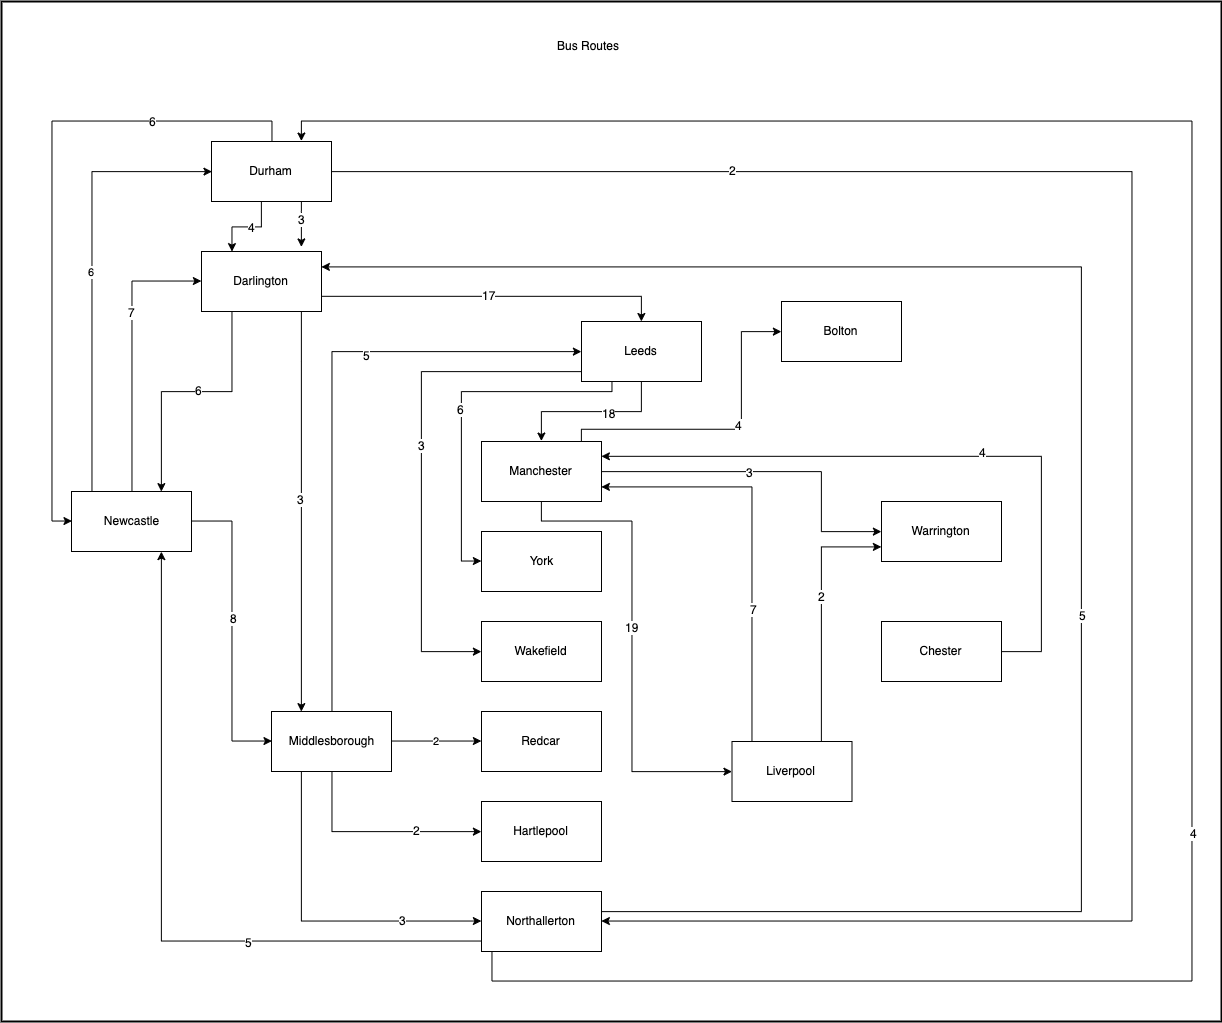 Bus Routes
6
Durham
2
4
3
6
Darlington
7
17
Bolton
Leeds
5
6
6
18
3
4
4
Manchester
3
3
Newcastle
Warrington
York
2
7
5
8
19
Wakefield
Chester
Middlesborough
2
Redcar
Liverpool
2
Hartlepool
4
3
Northallerton
5